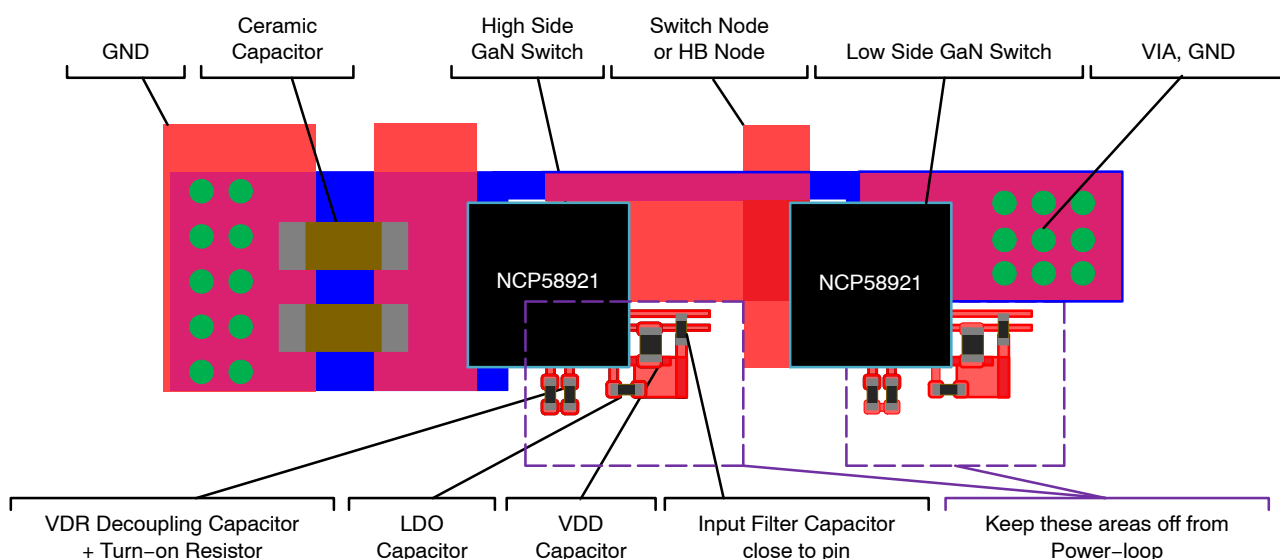 GND
Ceramic
Capacitor
High Side
GaN Switch
Switch Node
or HB Node
Low Side GaN Switch
VIA, GND
NCP58921
NCP58921
VDR Decoupling Capacitor
+ Turn−on Resistor
LDO
Capacitor
VDD
Capacitor
Input Filter Capacitor
close to pin
Keep these areas off from
Power−loop